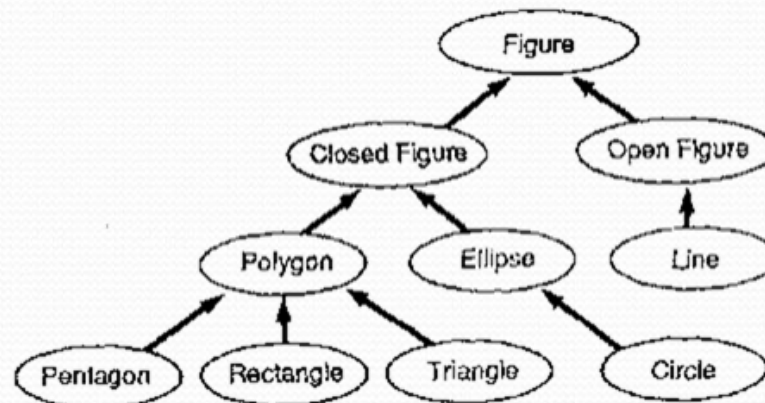 Figure
Closed Figure
Open Figure
Polygon
Ellipse
Line
Pentagon
Rectangle
Triangle
Circle